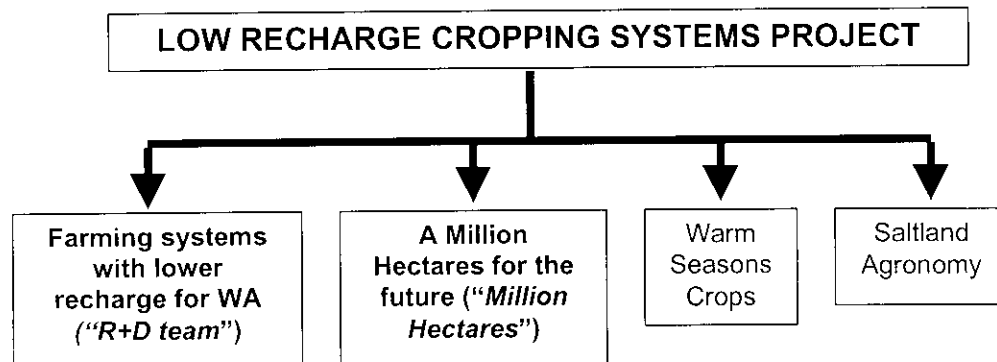 LOW RECHARGE CROPPING SYSTEMS PROJECT
Farming systems
with lower
recharge for WA
("R+D team")
A Million
Hectares for the
future ("Million
Hectares")
Warm
Seasons
Crops
Saltland
Agronomy